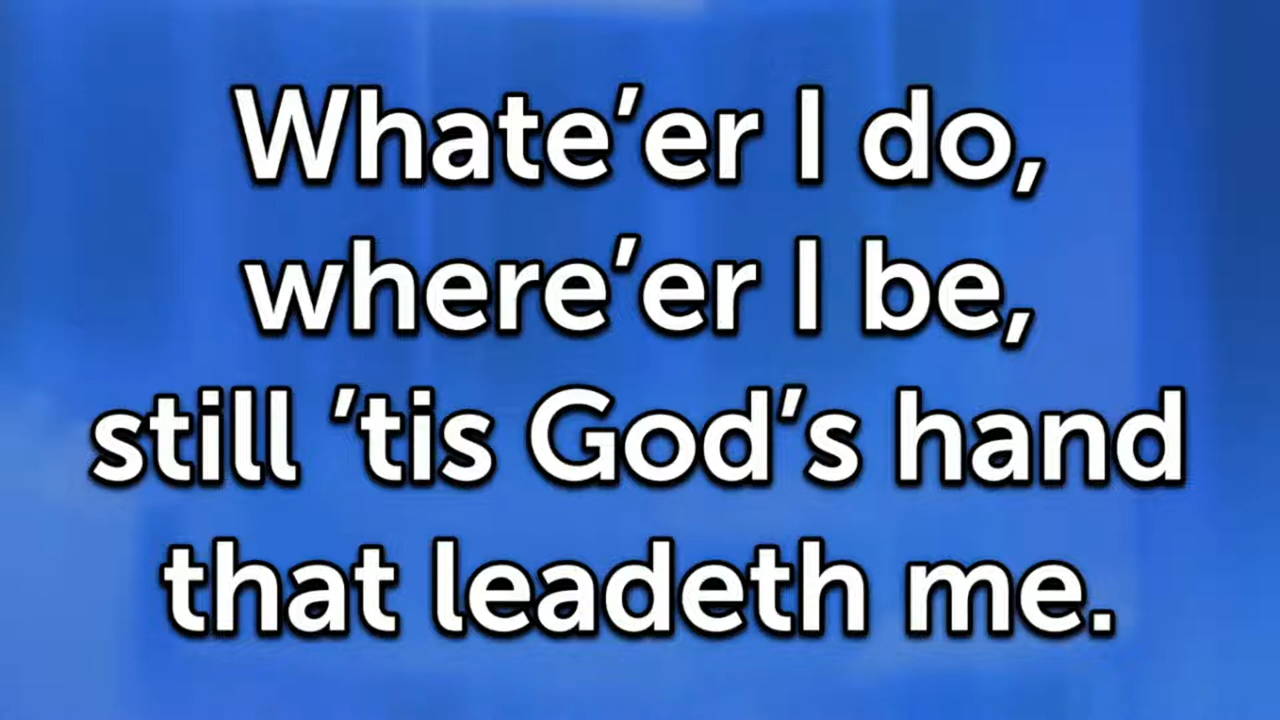 Whate’er I do,
where’er I be,
still ’tis God’s hand
that leadeth me.